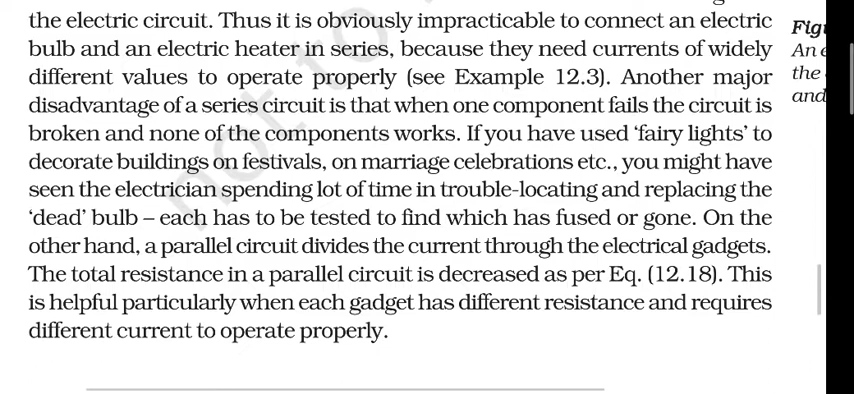 the electric circuit. Thus it is obviously impracticable to connect an electric
bulb and an electric heater in series, because they need currents of widely
different values to operate properly (see Example 12.3). Another major
disadvantage of a series circuit is that when one component fails the circuit is
broken and none of the components works. If you have used ‘fairy lights’ to
decorate buildings on festivals, on marriage celebrations etc., you might have
seen the electrician spending lot of time in trouble-locating and replacing the
‘dead’ bulb – each has to be tested to find which has fused or gone. On the
other hand, a parallel circuit divides the current through the electrical gadgets.
The total resistance in a parallel circuit is decreased as per Eq. (12.18). This
is helpful particularly when each gadget has different resistance and requires
different current to operate properly.
An
the
and
not to